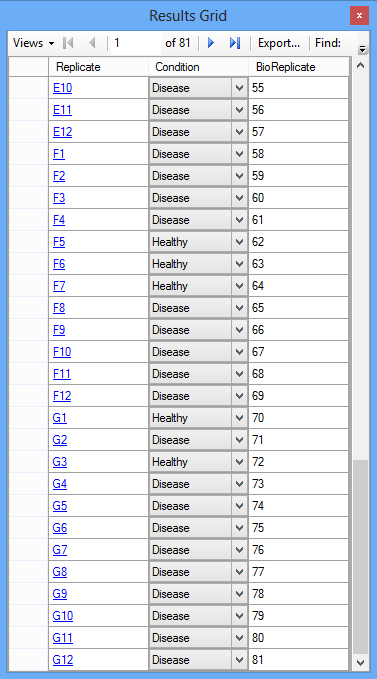 Results Grid
x
Views 1 of 81 Export... Find:
Replicate Condition BioReplicate
E10 Disease 55
E11 Disease 56
E12 Disease 57
F1 Disease 58
F2 Disease 59
F3 Disease 60
F4 Disease 61
F5 Healthy 62
F6 Healthy 63
F7 Healthy 64
F8 Disease 65
F9 Disease 66
F10 Disease 67
F11 Disease 68
F12 Disease 69
G1 Healthy 70
G2 Disease 71
G3 Healthy 72
G4 Disease 73
G5 Disease 74
G6 Disease 75
G7 Disease 76
G8 Disease 77
G9 Disease 78
G10 Disease 79
G11 Disease 80
G12 Disease 81